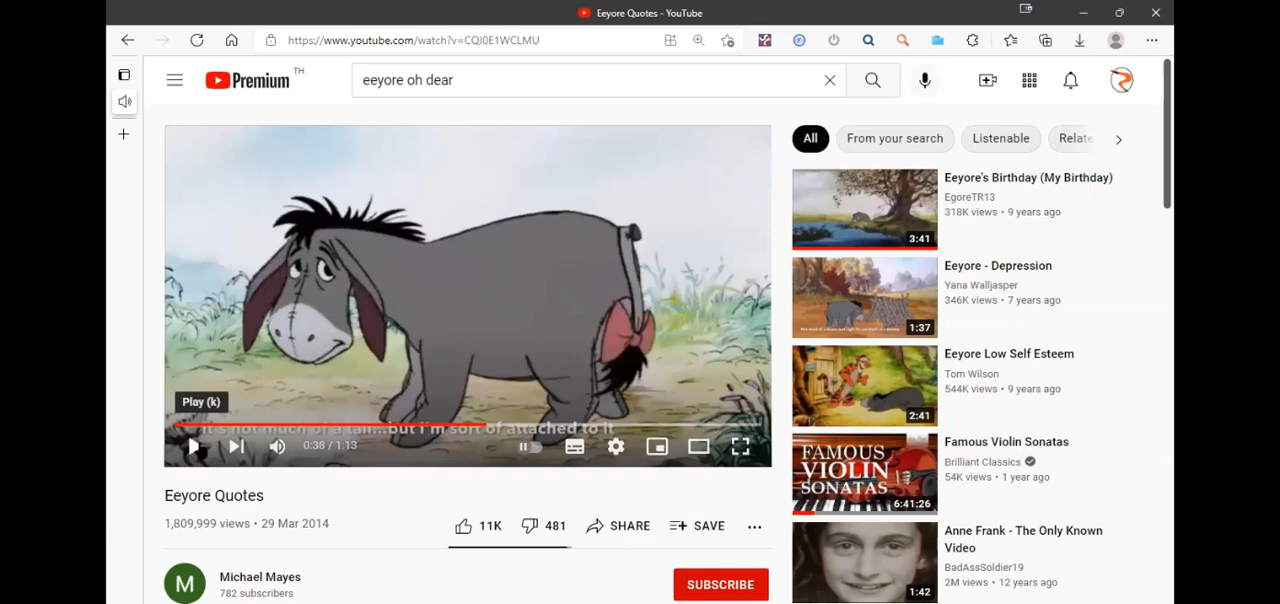 Eeyore Quotes - YouTube
https://www.youtube.com/watch?v=CQI0E1WCLMU
Premium TH
eeyore oh dear
All
From your search
Listenable
Relate
Play (k)
It's not much of a tail...but i'm sort of attached to it
0:38 / 1:13
Eeyore Quotes
1,809,999 views • 29 Mar 2014
11K
481
SHARE
SAVE
M
Michael Mayes
782 subscribers
SUBSCRIBE
3:41
Eeyore's Birthday (My Birthday)
EgoreTR13
318K views • 9 years ago
1:37
Eeyore - Depression
Yana Walljasper
346K views • 7 years ago
2:41
Eeyore Low Self Esteem
Tom Wilson
544K views • 9 years ago
FAMOUS
VIOLIN
SONATAS
6:41:26
Famous Violin Sonatas
Brilliant Classics
54K views • 1 year ago
1:42
Anne Frank - The Only Known
Video
BadAssSoldier19
2M views • 12 years ago